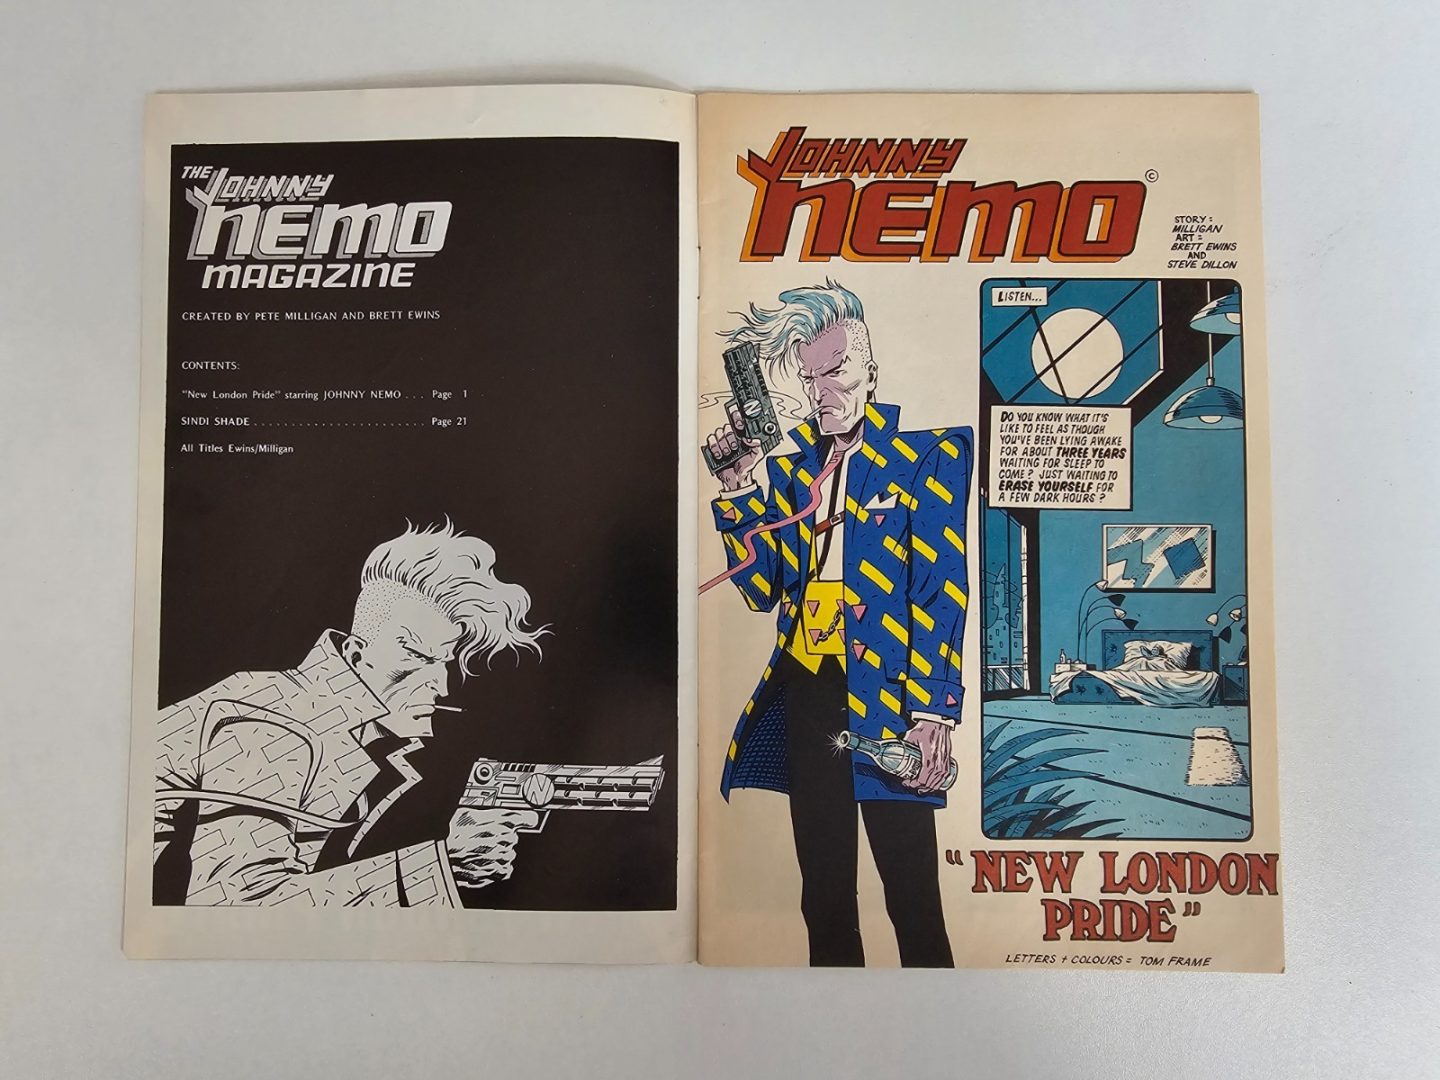 THE
JOHNNY
NEMO
MAGAZINE
CREATED BY PETE MILLIGAN AND BRETT EWINS
CONTENTS:
"New London Pride" starring JOHNNY NEMO . . . Page 1
SINDI SHADE . . . . . . . . . . . . . . . . . . . . . . . . Page 21
All Titles Ewins/Milligan
N
JOHNNY
NEMO ©
STORY =
MILLIGAN
ART =
BRETT EWINS
AND
STEVE DILLON
LISTEN...
DO YOU KNOW WHAT IT'S
LIKE TO FEEL AS THOUGH
YOU'VE BEEN LYING AWAKE
FOR ABOUT THREE YEARS
WAITING FOR SLEEP TO
COME? JUST WAITING TO
ERASE YOURSELF FOR
A FEW DARK HOURS?
N
"NEW LONDON
PRIDE"
LETTERS + COLOURS = TOM FRAME